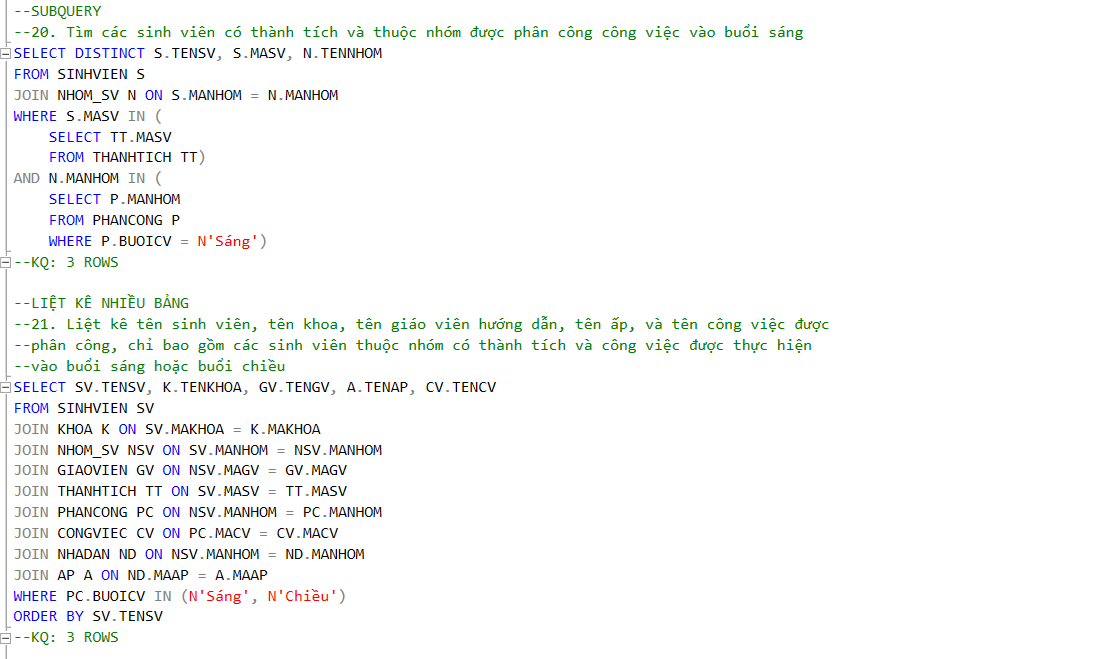 --SUBQUERY
--20. Tìm các sinh viên có thành tích và thuộc nhóm được phân công công việc vào buổi sáng
SELECT DISTINCT S.TENSV, S.MASV, N.TENNHOM
FROM SINHVIEN S
JOIN NHOM_SV N ON S.MANHOM = N.MANHOM
WHERE S.MASV IN (
    SELECT TT.MASV
    FROM THANHTICH TT)
AND N.MANHOM IN (
    SELECT P.MANHOM
    FROM PHANCONG P
    WHERE P.BUOICV = N'Sáng')
--KQ: 3 ROWS

--LIỆT KÊ NHIỀU BẢNG
--21. Liệt kê tên sinh viên, tên khoa, tên giáo viên hướng dẫn, tên ấp, và tên công việc được
--phân công, chỉ bao gồm các sinh viên thuộc nhóm có thành tích và công việc được thực hiện
--vào buổi sáng hoặc buổi chiều
SELECT SV.TENSV, K.TENKHOA, GV.TENGV, A.TENAP, CV.TENCV
FROM SINHVIEN SV
JOIN KHOA K ON SV.MAKHOA = K.MAKHOA
JOIN NHOM_SV NSV ON SV.MANHOM = NSV.MANHOM
JOIN GIAOVIEN GV ON NSV.MAGV = GV.MAGV
JOIN THANHTICH TT ON SV.MASV = TT.MASV
JOIN PHANCONG PC ON NSV.MANHOM = PC.MANHOM
JOIN CONGVIEC CV ON PC.MACV = CV.MACV
JOIN NHADAN ND ON NSV.MANHOM = ND.MANHOM
JOIN AP A ON ND.MAAP = A.MAAP
WHERE PC.BUOICV IN (N'Sáng', N'Chiều')
ORDER BY SV.TENSV
--KQ: 3 ROWS